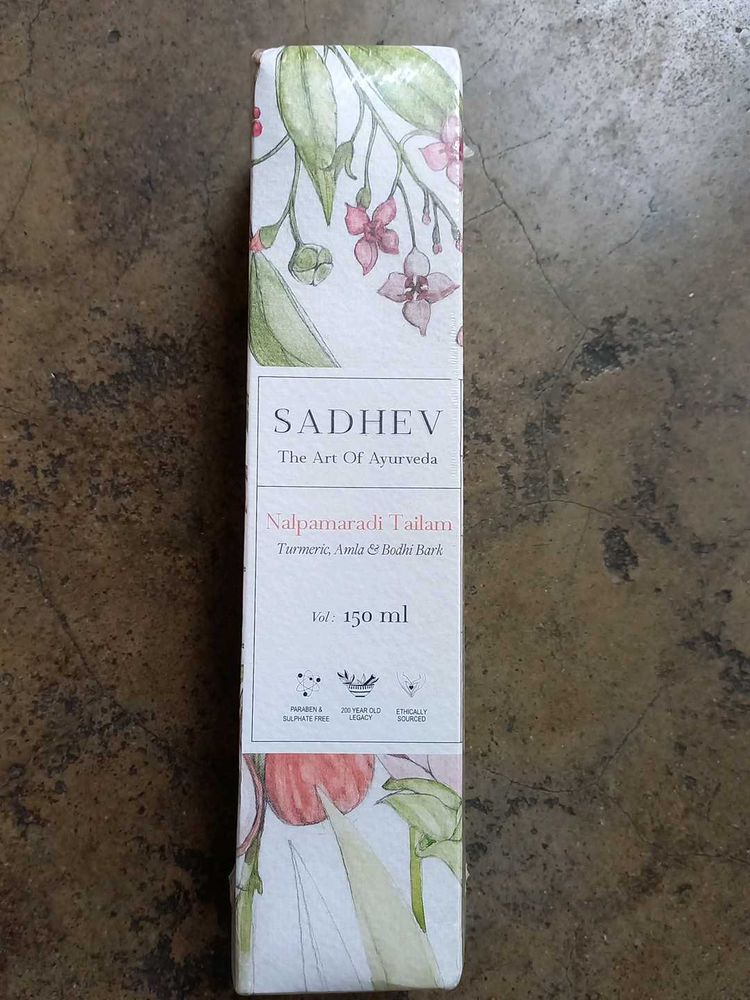 SADHEV
The Art Of Ayurveda
Nalpamaradi Tailam
Turmeric, Amla & Bodhi Bark
Vol : 150 ml
PARABEN &
SULPHATE FREE
200 YEAR OLD
LEGACY
ETHICALLY
SOURCED